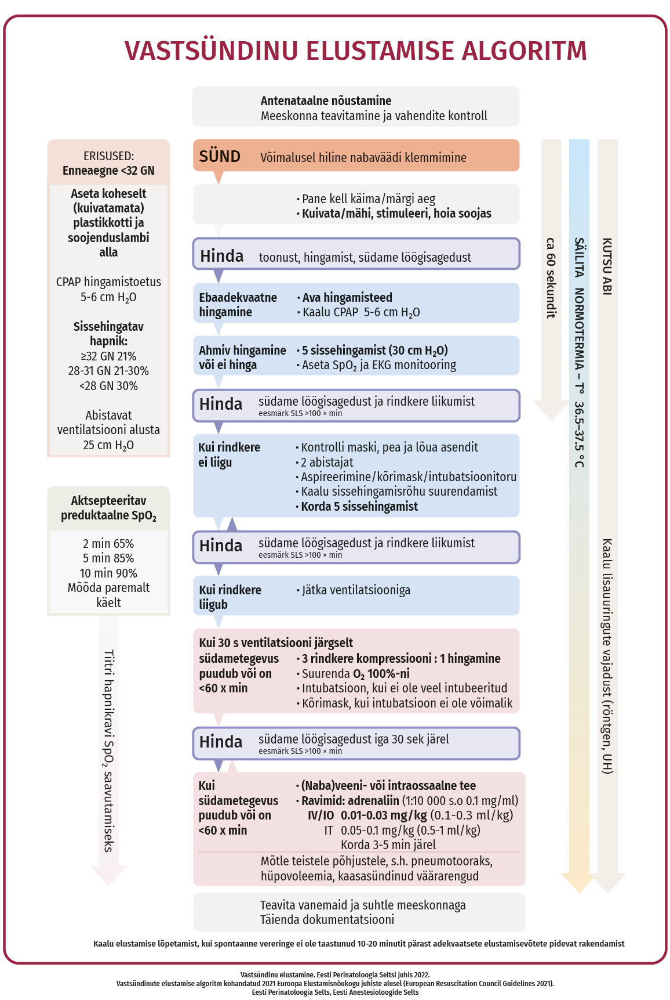 VASTSÜNDINU ELUSTAMISE ALGORITM
Antenataalne nõustamine
Meeskonna teavitamine ja vahendite kontroll
SÜND Võimalusel hiline nabaväädi klemmimine
• Pane kell käima/märgi aeg
• Kuivata/mähi, stimuleeri, hoia soojas
Hinda toonust, hingamist, südame löögisagedust
Ebaadekvaatne
hingamine
• Ava hingamisteed
• Kaalu CPAP 5-6 cm H₂O
Ahmiv hingamine
või ei hinga
• 5 sissehingamist (30 cm H₂O)
• Aseta SpO₂ ja EKG monitooring
Hinda südame löögisagedust ja rindkere liikumist
eesmärk SLS >100 × min
Kui rindkere
ei liigu
• Kontrolli maski, pea ja lõua asendit
• 2 abistajat
• Aspireerimine/kõrimask/intubatsioonitoru
• Kaalu sissehingamisrõhu suurendamist
• Korda 5 sissehingamist
Hinda südame löögisagedust ja rindkere liikumist
eesmärk SLS >100 × min
Kui rindkere
liigub
• Jätka ventilatsiooniga
Kui 30 s ventilatsiooni järgselt
südametegevus
puudub või on
<60 x min
• 3 rindkere kompressiooni : 1 hingamine
• Suurenda O₂ 100%-ni
• Intubatsioon, kui ei ole veel intubeeritud
• Kõrimask, kui intubatsioon ei ole võimalik
Hinda südame löögisagedust iga 30 sek järel
eesmärk SLS >100 × min
Kui
südametegevus
puudub või on
<60 x min
• (Naba)veeni- või intraossaalne tee
• Ravimid: adrenaliin (1:10 000 s.o 0.1 mg/ml)
IV/IO 0.01-0.03 mg/kg (0.1-0.3 ml/kg)
IT 0.05-0.1 mg/kg (0.5-1 ml/kg)
Korda 3-5 min järel
Mõtle teistele põhjustele, s.h. pneumotooraks,
hüpovoleemia, kaasasündinud väärarengud
Teavita vanemaid ja suhtle meeskonnaga
Täienda dokumentatsiooni
ERISUSED:
Enneaegne <32 GN
Aseta koheselt
(kuivatamata)
plastikkotti ja
soojenduslambi
alla
CPAP hingamistoetus
5-6 cm H₂O
Sissehingatav
hapnik:
≥32 GN 21%
28-31 GN 21-30%
<28 GN 30%
Abistavat
ventilatsiooni alusta
25 cm H₂O
Aktsepteeritav
preduktaalne SpO₂
2 min 65%
5 min 85%
10 min 90%
Mõõda paremalt
käelt
Tiitri hapnikravi SpO₂ saavutamiseks
ca 60 sekundit
SÄILITA NORMOTERMIA – T° 36.5–37.5 °C
KUTSU ABI
Kaalu lisauuringute vajadust (röntgen, UH)
Kaalu elustamise lõpetamist, kui spontaanne vereringe ei ole taastunud 10-20 minutit pärast adekvaatsete elustamisevõtete pidevat rakendamist
Vastsündinu elustamine. Eesti Perinatoloogia Seltsi juhis 2022.
Vastsündinute elustamise algoritm kohandatud 2021 Euroopa Elustamisnõukogu juhiste alusel (European Resuscitation Council Guidelines 2021).
Eesti Perinatoloogia Selts, Eesti Anestesioloogide Selts